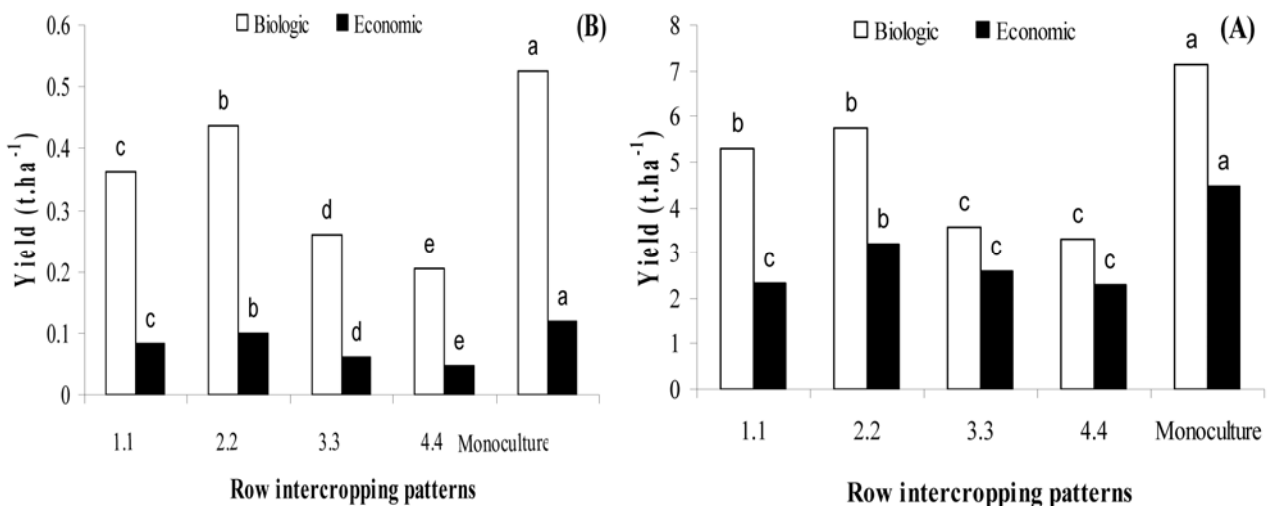 (B)
Biologic Economic
Yield (t.ha⁻¹)
0.6
0.5
0.4
0.3
0.2
0.1
0
c
c
b
b
d
d
e
e
a
a
1.1 2.2 3.3 4.4 Monoculture
Row intercropping patterns
(A)
Biologic Economic
Yield (t.ha⁻¹)
8
7
6
5
4
3
2
1
0
b
c
b
b
c
c
c
c
a
a
1.1 2.2 3.3 4.4 Monoculture
Row intercropping patterns